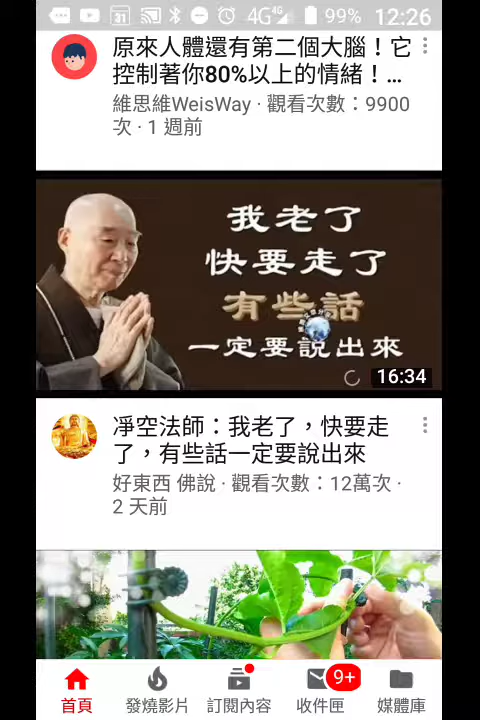 31 4G 4G 99% 12:26
原來人體還有第二個大腦！它
控制著你80%以上的情緒！...
維思維WeisWay · 觀看次數：9900
次 · 1 週前
我老了
快要走了
有些話
一定要說出來
16:34
凈空法師：我老了，快要走
了，有些話一定要說出來
好東西 佛說 · 觀看次數：12萬次 ·
2 天前
9+
首頁 發燒影片 訂閱內容 收件匣 媒體庫